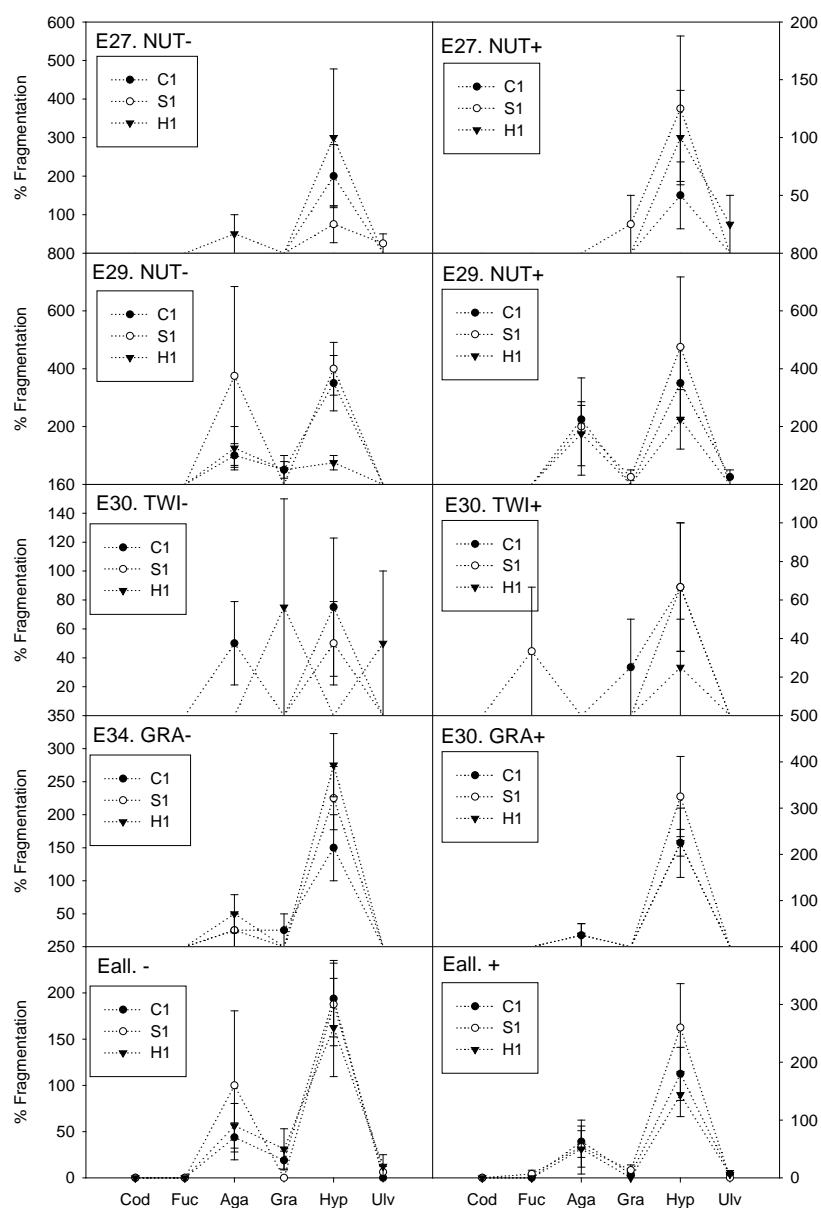 600
500
400
300
200
100
800
% Fragmentation
E27. NUT-
C1
S1
H1
E27. NUT+
C1
S1
H1
200
150
100
50
800
600
400
200
160
% Fragmentation
E29. NUT-
C1
S1
H1
E29. NUT+
C1
S1
H1
600
400
200
120
140
120
100
80
60
40
20
350
% Fragmentation
E30. TWI-
C1
S1
H1
E30. TWI+
C1
S1
H1
100
80
60
40
20
500
300
250
200
150
100
50
250
% Fragmentation
E34. GRA-
C1
S1
H1
E30. GRA+
C1
S1
H1
400
300
200
100
400
200
150
100
50
0
% Fragmentation
Eall. -
C1
S1
H1
Eall. +
C1
S1
H1
300
200
100
0
Cod Fuc Aga Gra Hyp Ulv
Cod Fuc Aga Gra Hyp Ulv